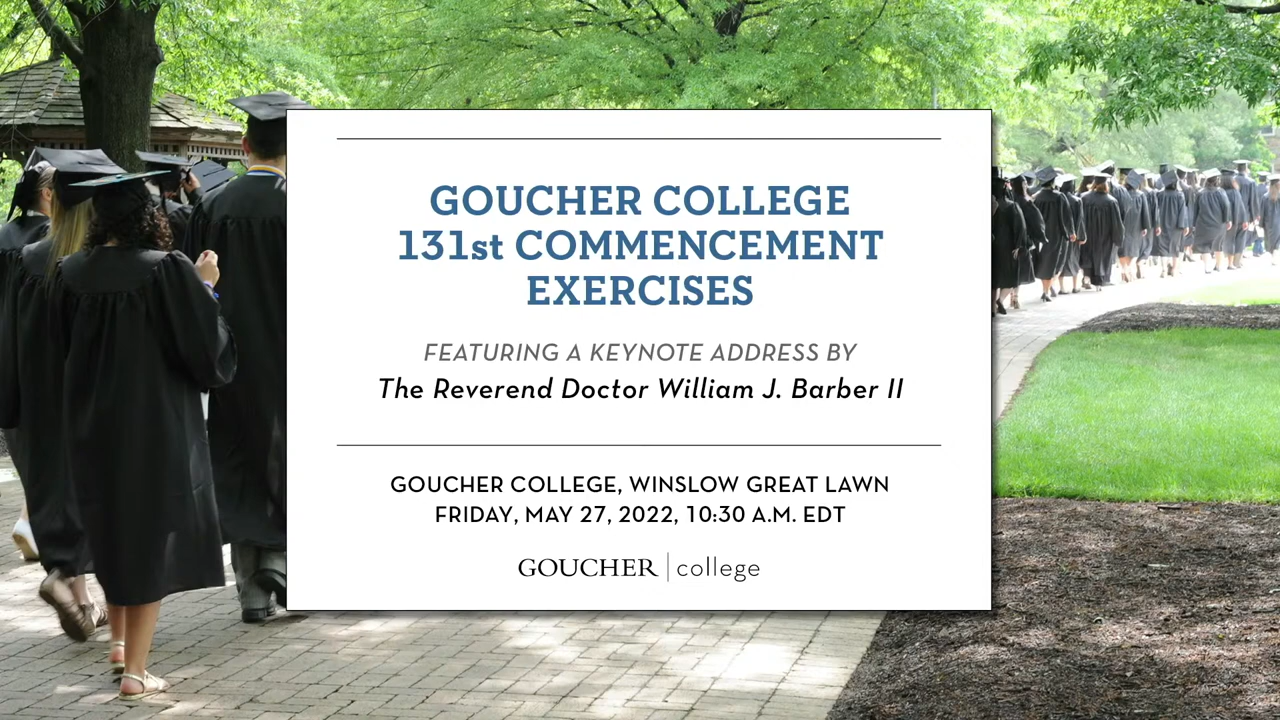 GOUCHER COLLEGE
131st COMMENCEMENT
EXERCISES
FEATURING A KEYNOTE ADDRESS BY
The Reverend Doctor William J. Barber II
GOUCHER COLLEGE, WINSLOW GREAT LAWN
FRIDAY, MAY 27, 2022, 10:30 A.M. EDT
GOUCHER | college